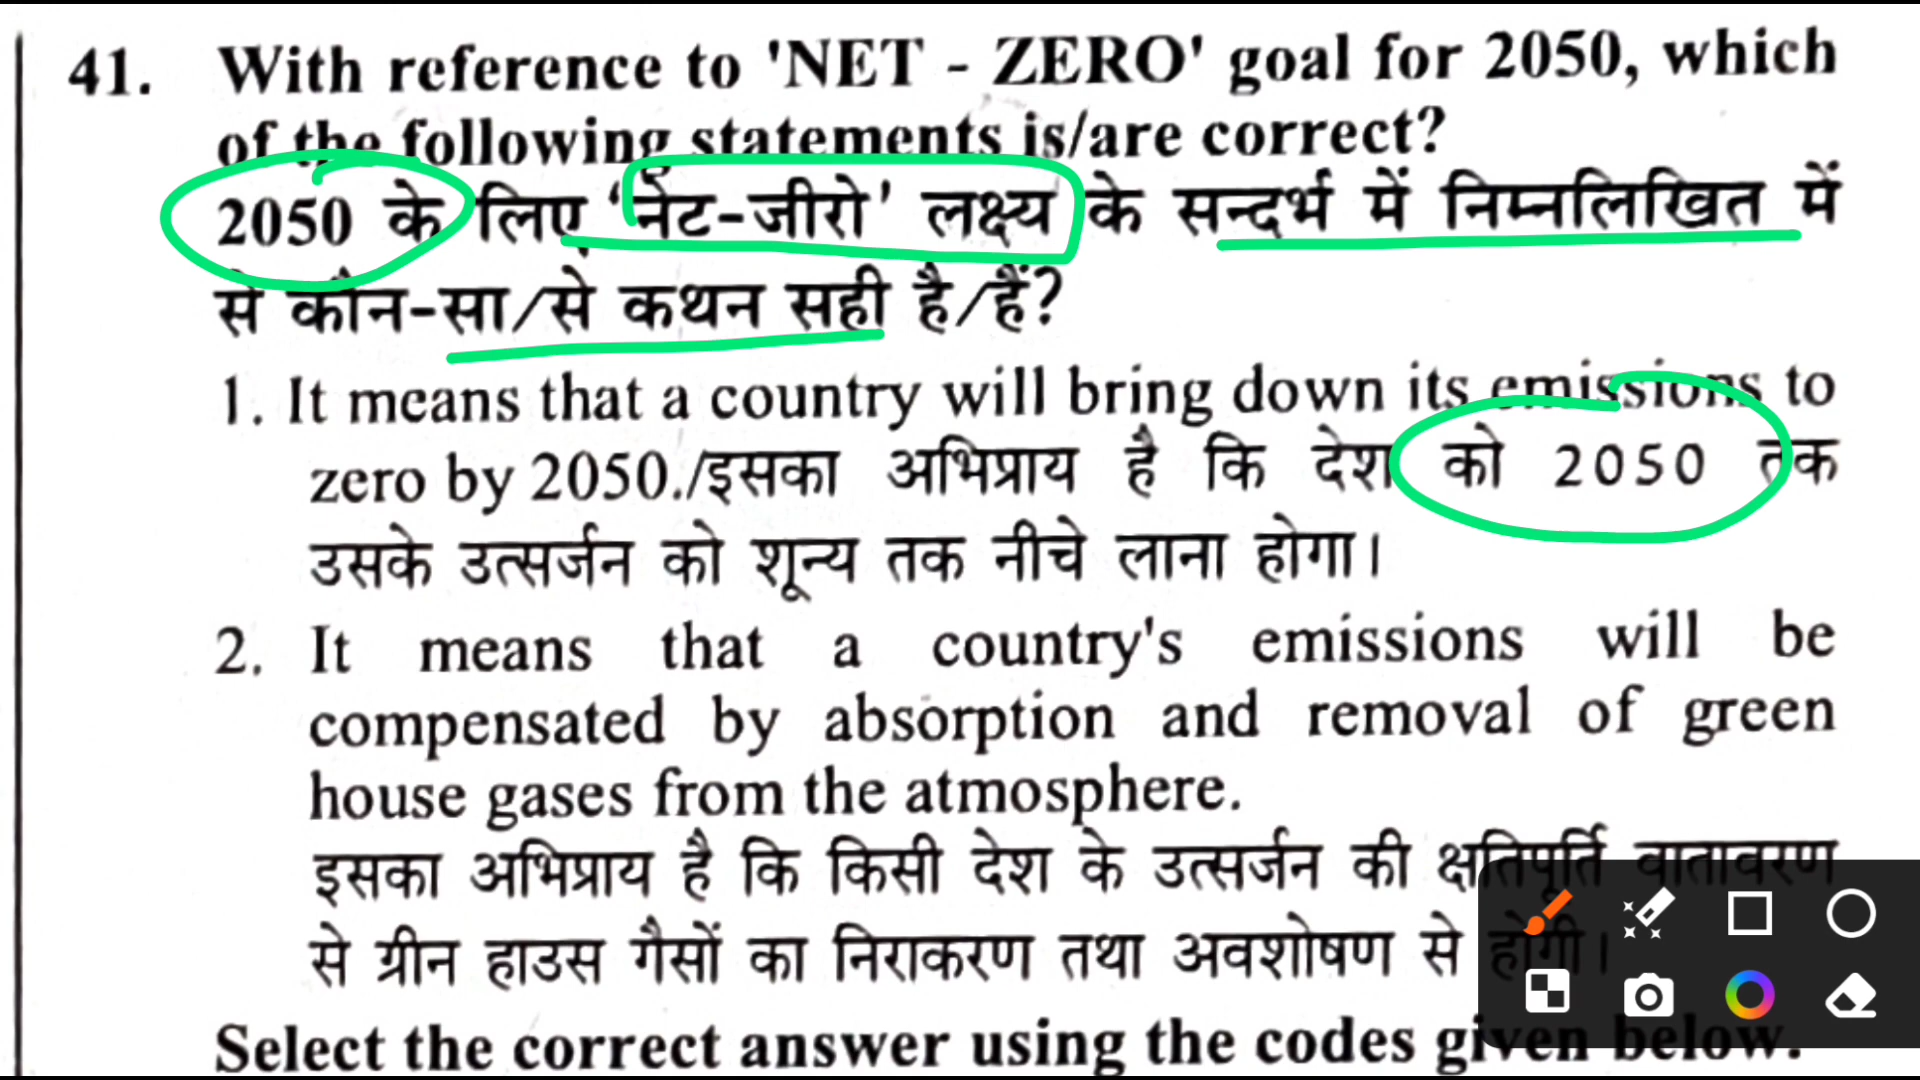 41. With reference to 'NET - ZERO' goal for 2050, which
of the following statements is/are correct?
2050 के लिए 'नेट-जीरो' लक्ष्य के सन्दर्भ में निम्नलिखित में
से कौन-सा/से कथन सही है/हैं?
1. It means that a country will bring down its emissions to
zero by 2050./इसका अभिप्राय है कि देश को 2050 तक
उसके उत्सर्जन को शून्य तक नीचे लाना होगा।
2. It means that a country's emissions will be
compensated by absorption and removal of green
house gases from the atmosphere.
इसका अभिप्राय है कि किसी देश के उत्सर्जन की क्षतिपूर्ति वातावरण
से ग्रीन हाउस गैसों का निराकरण तथा अवशोषण से होगी।
Select the correct answer using the codes given below.